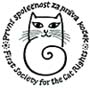 První společnost za práva koček
First Society for the Cat Rights